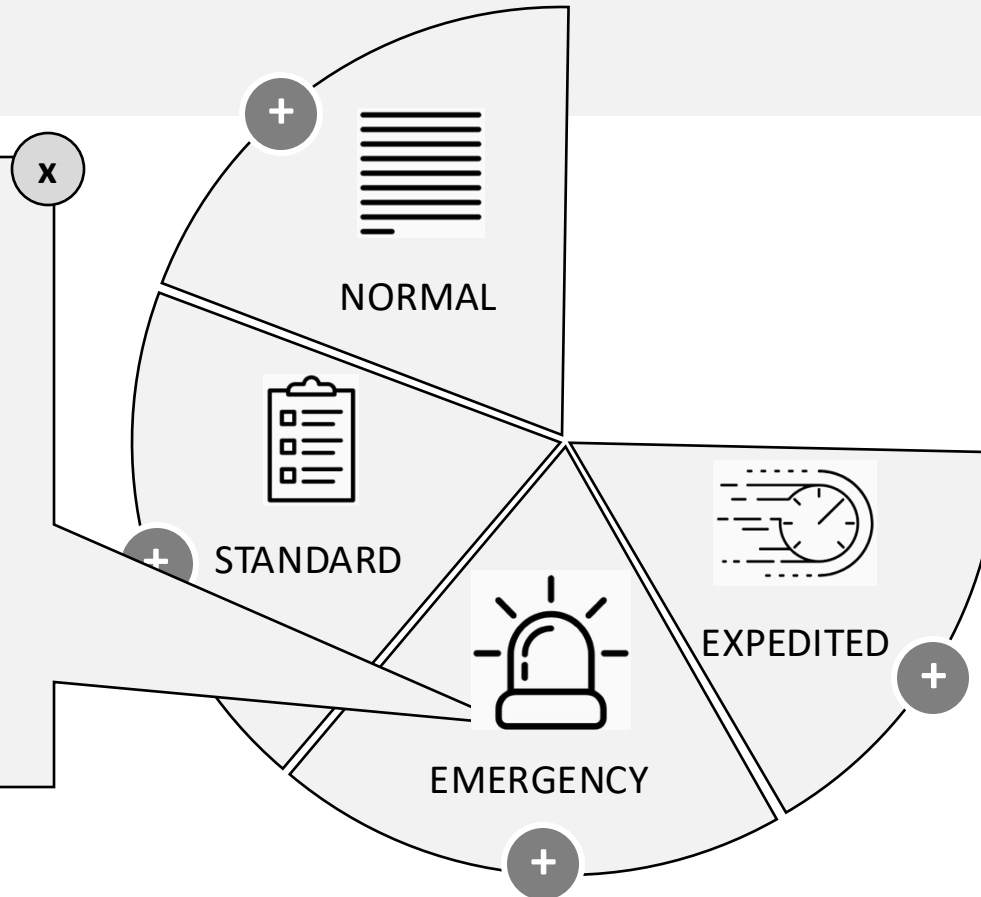 +
x
NORMAL
+
STANDARD
EXPEDITED
+
EMERGENCY
+